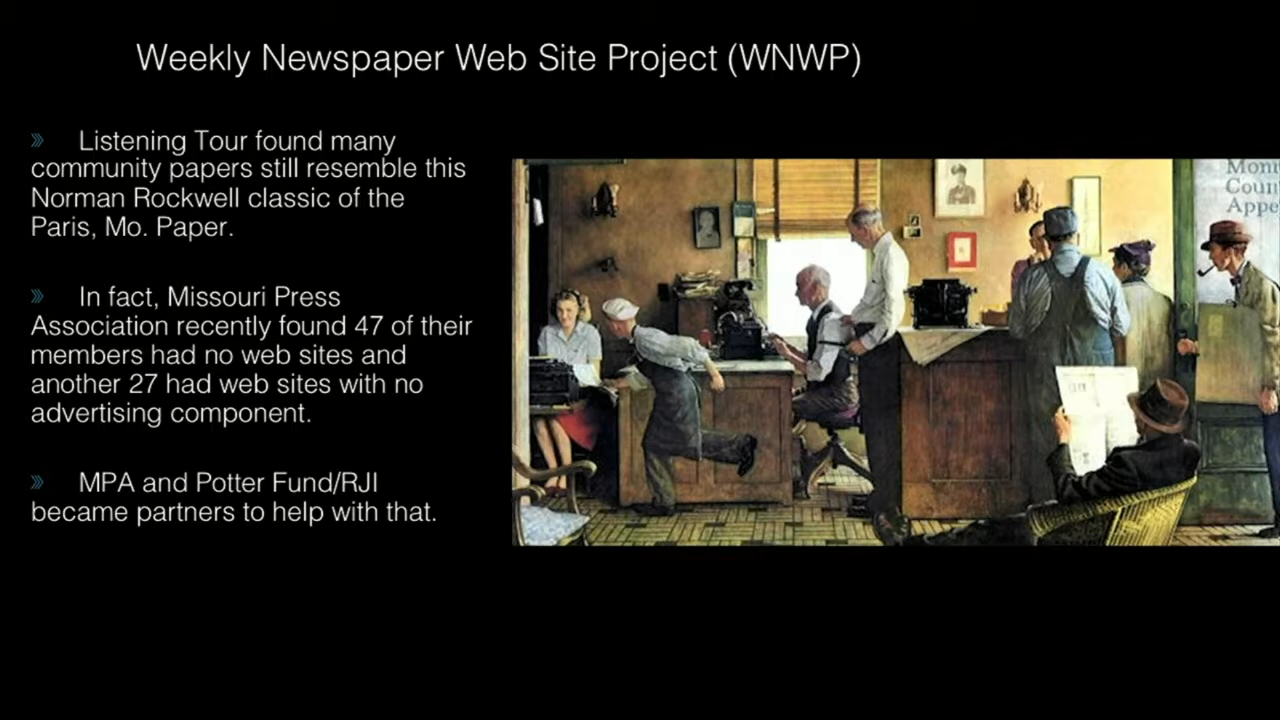 Weekly Newspaper Web Site Project (WNWP)
» Listening Tour found many
community papers still resemble this
Norman Rockwell classic of the
Paris, Mo. Paper.
» In fact, Missouri Press
Association recently found 47 of their
members had no web sites and
another 27 had web sites with no
advertising component.
» MPA and Potter Fund/RJI
became partners to help with that.
Coun
Appe